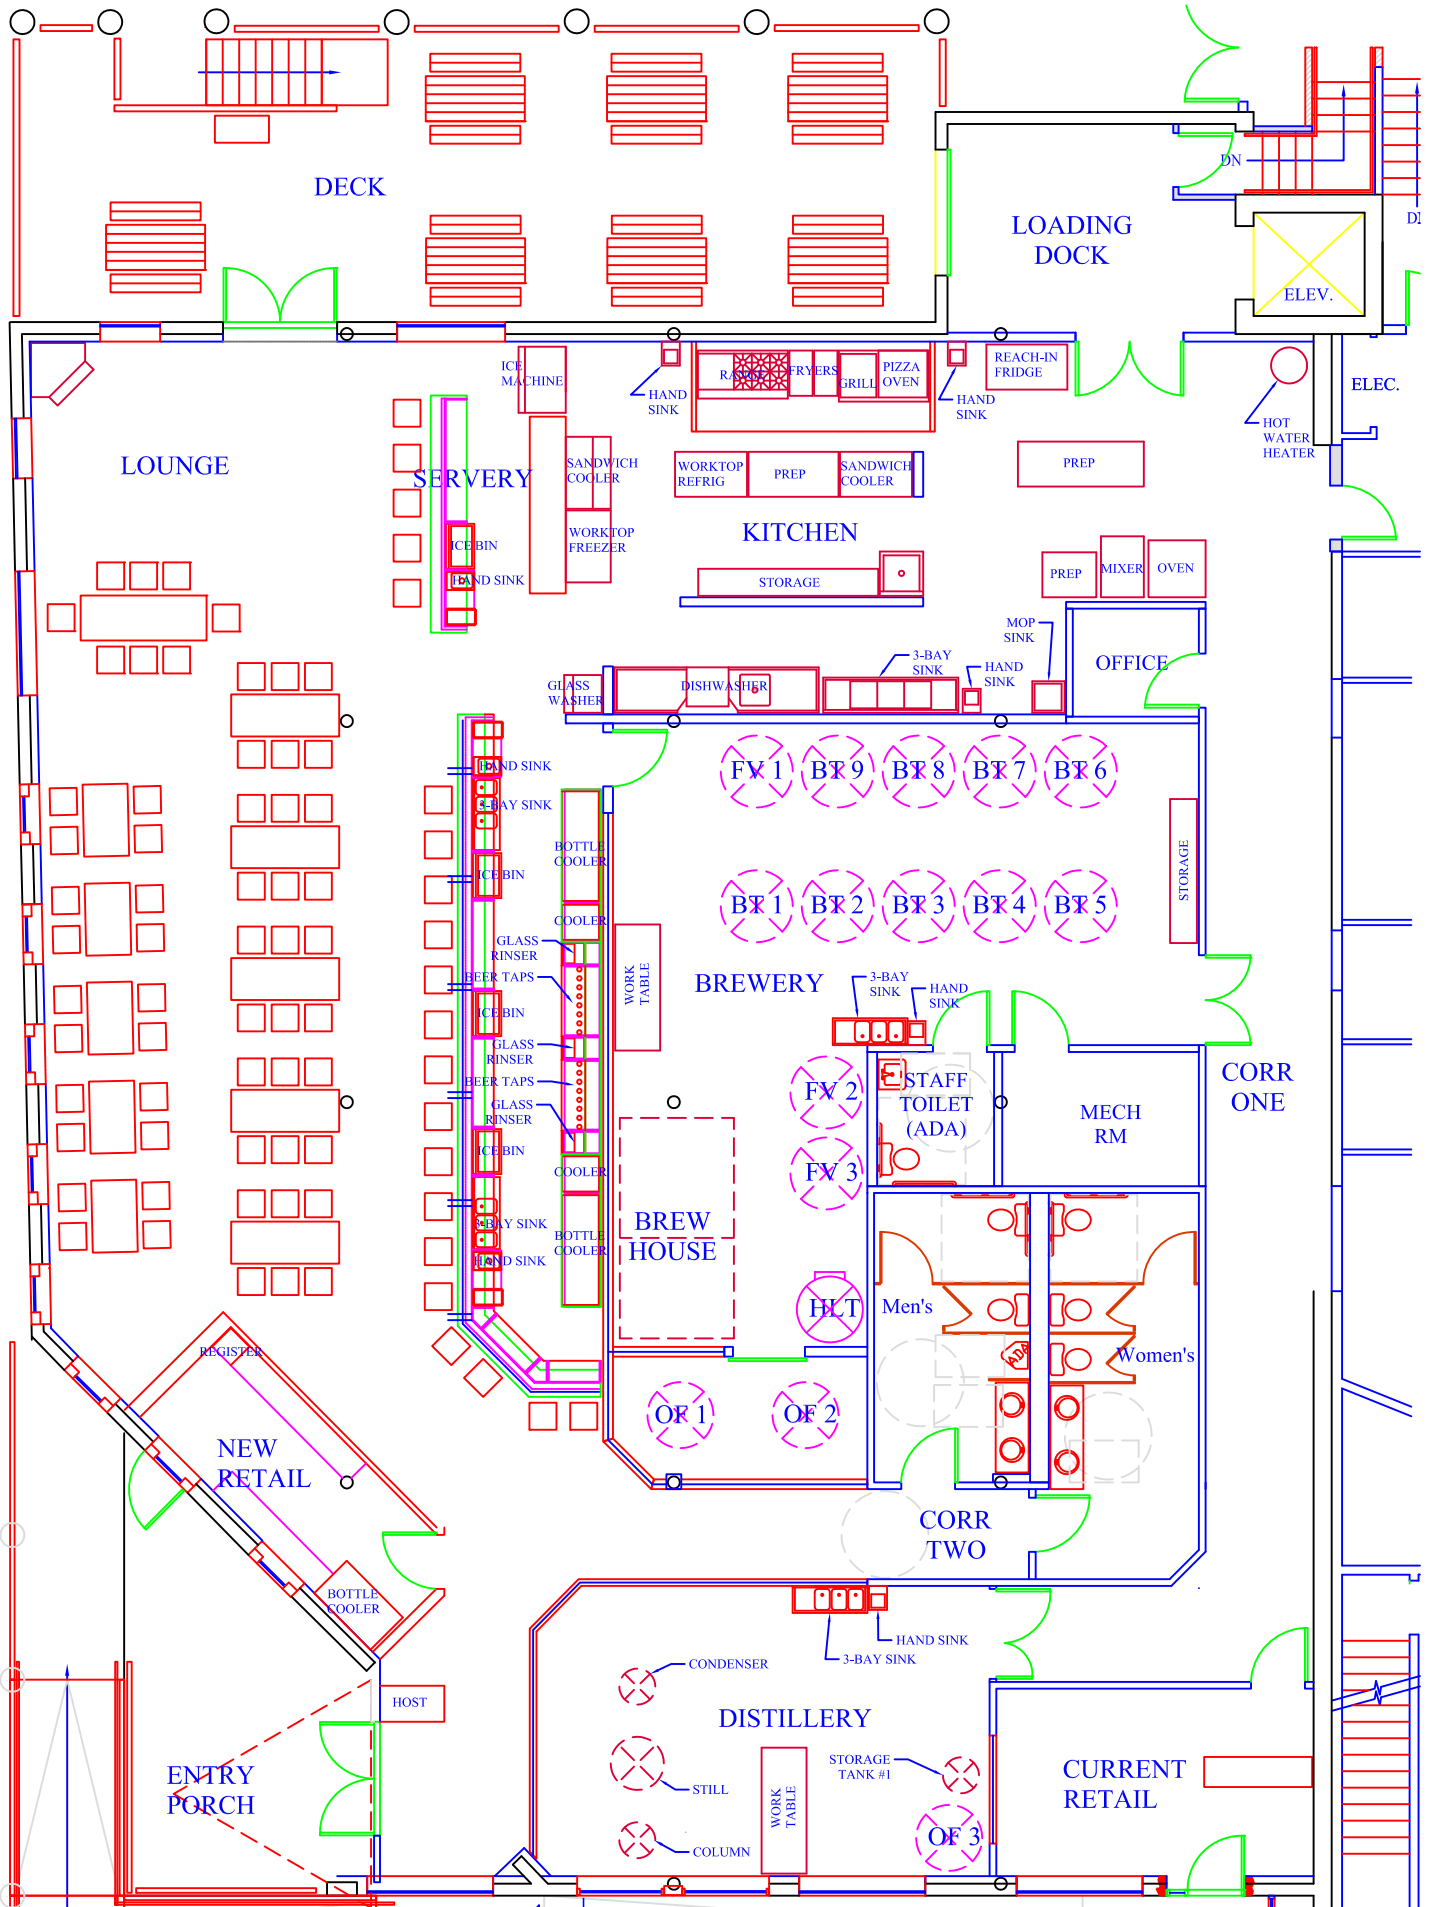 DECK
DN
LOADING
DOCK
ELEV.
ICE
MACHINE
HAND
SINK
RANGE
FRYERS
GRILL
PIZZA
OVEN
HAND
SINK
REACH-IN
FRIDGE
ELEC.
HOT
WATER
HEATER
LOUNGE
SERVERY
SANDWICH
COOLER
WORKTOP
REFRIG
PREP
SANDWICH
COOLER
PREP
WORKTOP
FREEZER
KITCHEN
ICE BIN
HAND SINK
STORAGE
PREP
MIXER
OVEN
MOP
SINK
OFFICE
3-BAY
SINK
HAND
SINK
GLASS
WASHER
DISHWASHER
HAND SINK
3-BAY SINK
FV 1
BT 9
BT 8
BT 7
BT 6
BOTTLE
COOLER
ICE BIN
STORAGE
COOLER
BT 1
BT 2
BT 3
BT 4
BT 5
GLASS
RINSER
BEER TAPS
WORK
TABLE
BREWERY
3-BAY
SINK
HAND
SINK
ICE BIN
GLASS
RINSER
BEER TAPS
GLASS
RINSER
FV 2
STAFF
TOILET
(ADA)
MECH
RM
CORR
ONE
ICE BIN
COOLER
FV 3
3-BAY SINK
BOTTLE
COOLER
HAND SINK
BREW
HOUSE
HLT
Men's
Women's
ADA
REGISTER
OF 1
OF 2
NEW
RETAIL
CORR
TWO
BOTTLE
COOLER
HAND SINK
3-BAY SINK
CONDENSER
HOST
DISTILLERY
ENTRY
PORCH
STILL
WORK
TABLE
STORAGE
TANK #1
CURRENT
RETAIL
OF 3
COLUMN